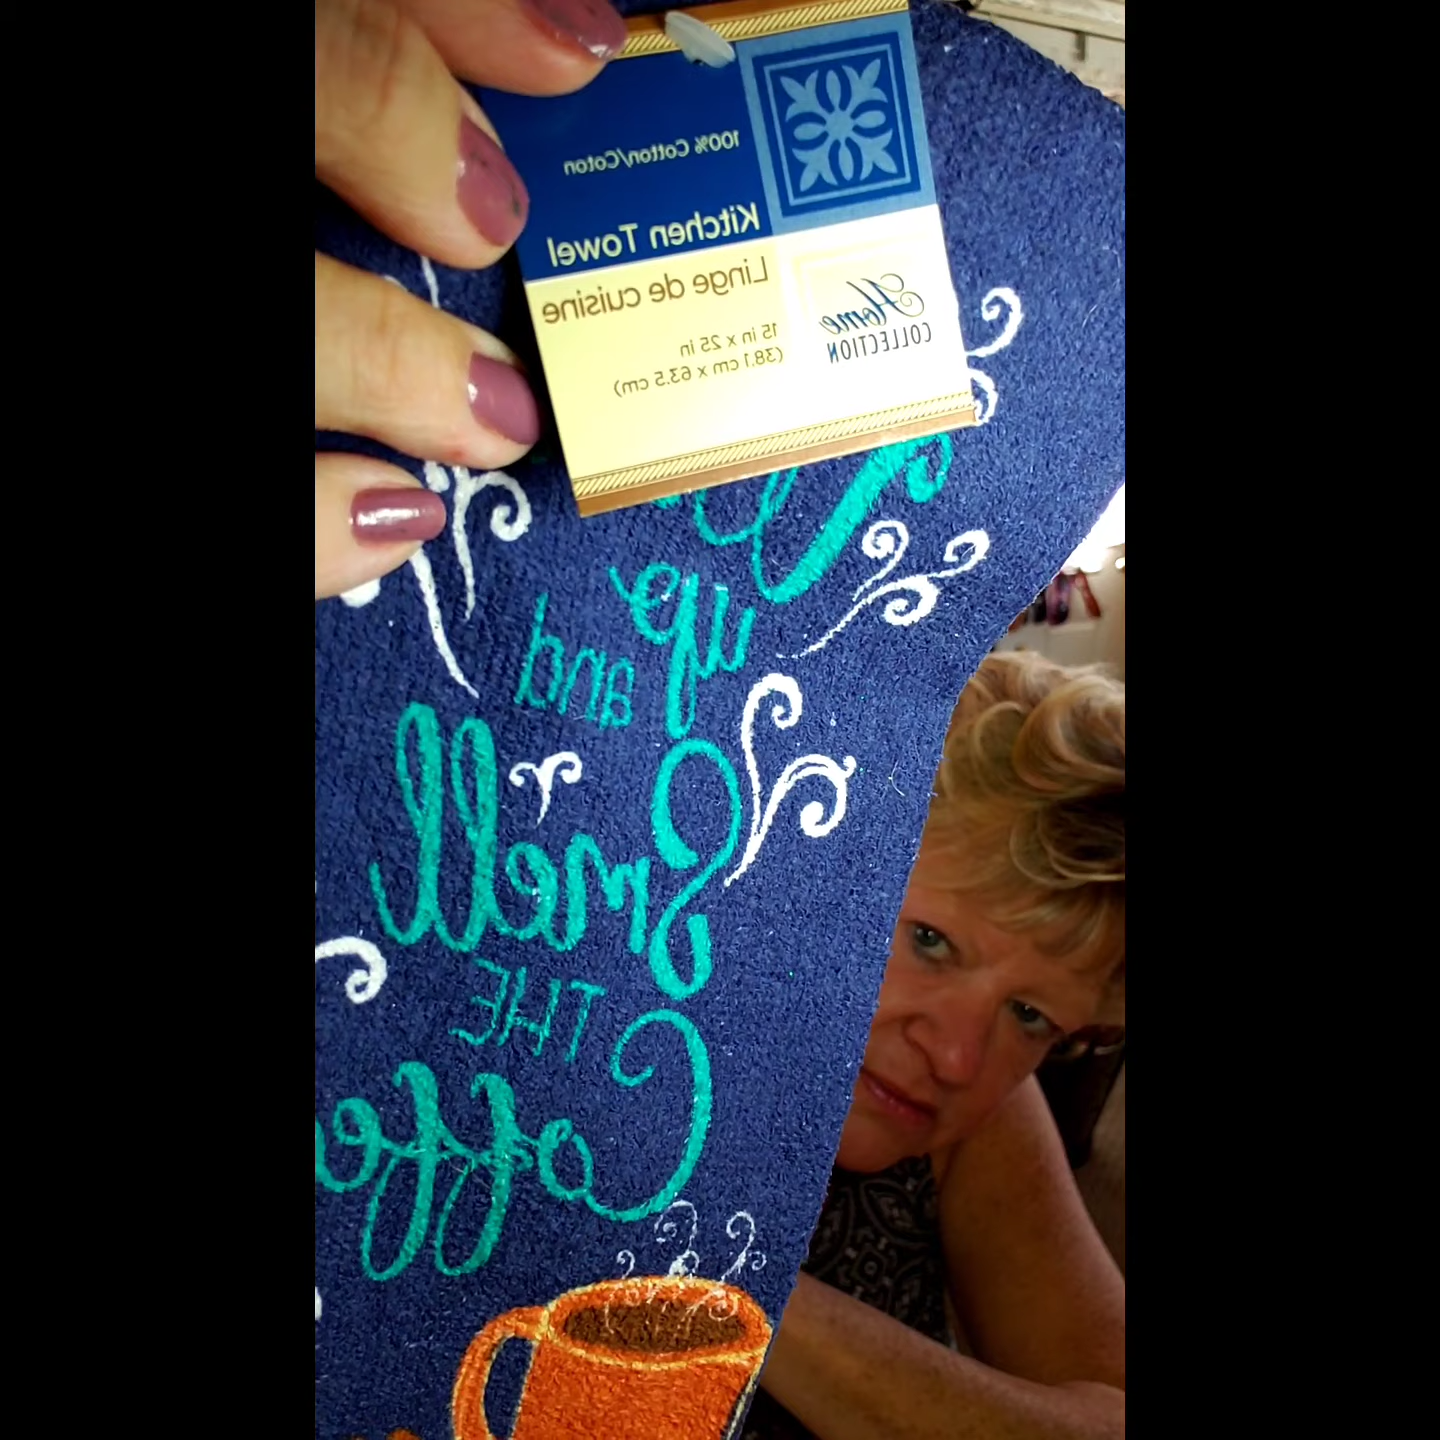 100% Cotton/Coton
Kitchen Towel
Linge de cuisine
15 in x 25 in
(38.1 cm x 63.5 cm)
Home
COLLECTION
up
and
Smell
THE
Coffe